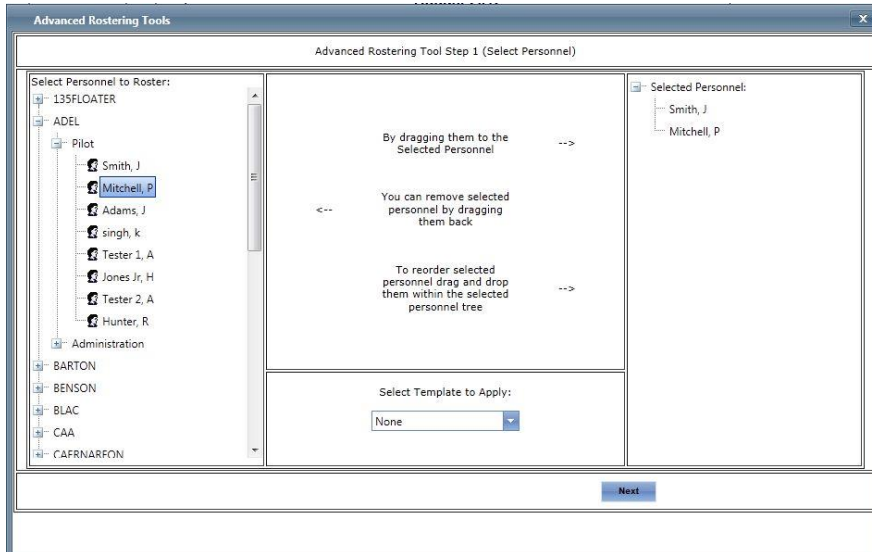 Advanced Rostering Tools
X
Advanced Rostering Tool Step 1 (Select Personnel)
Select Personnel to Roster:
135FLOATER
ADEL
Pilot
Smith, J
Mitchell, P
Adams, J
singh, k
Tester 1, A
Jones Jr, H
Tester 2, A
Hunter, R
Administration
BARTON
BENSON
BLAC
CAA
CAERNARFON
By dragging them to the
Selected Personnel
-->
You can remove selected
<-- personnel by dragging
them back
To reorder selected
personnel drag and drop
them within the selected -->
personnel tree
Select Template to Apply:
None
Selected Personnel:
Smith, J
Mitchell, P
Next